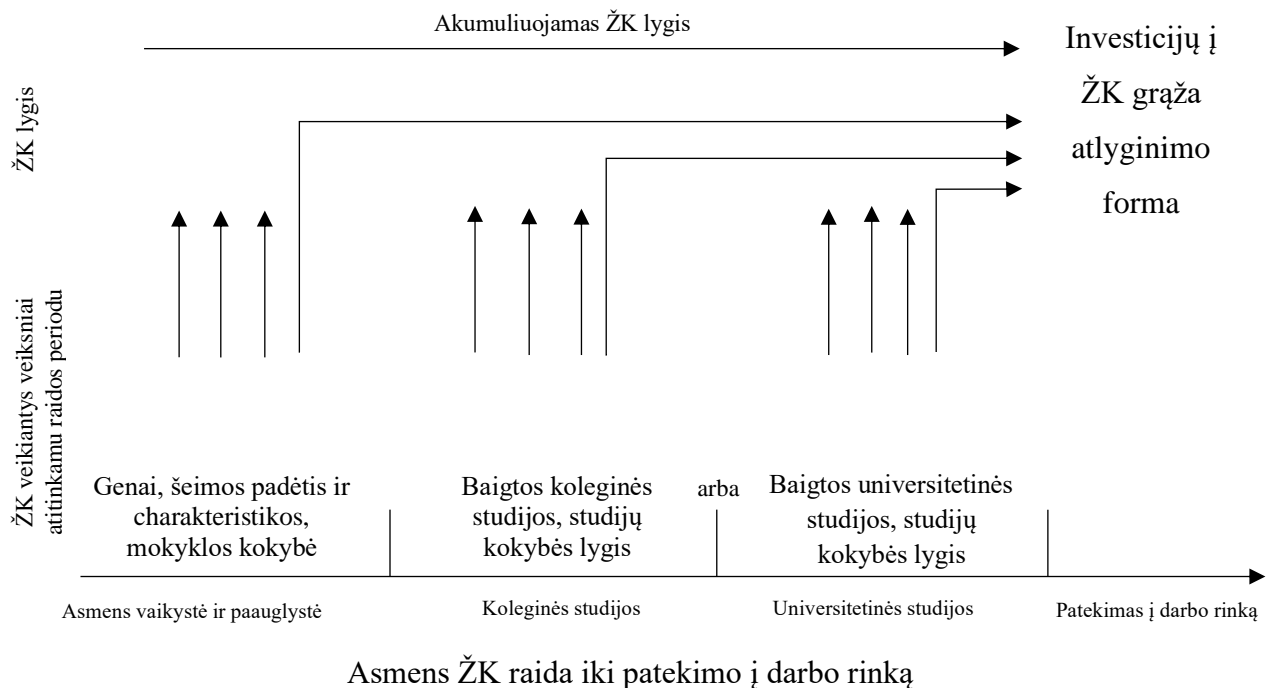 Akumuliuojamas ŽK lygis
Investicijų į
ŽK grąža
atlyginimo
forma
ŽK lygis
ŽK veikiantys veiksniai
atitinkamu raidos periodu
Genai, šeimos padėtis ir
charakteristikos,
mokyklos kokybė
Baigtos koleginės
studijos, studijų
kokybės lygis
arba
Baigtos universitetinės
studijos, studijų
kokybės lygis
Asmens vaikystė ir paauglystė
Koleginės studijos
Universitetinės studijos
Patekimas į darbo rinką
Asmens ŽK raida iki patekimo į darbo rinką